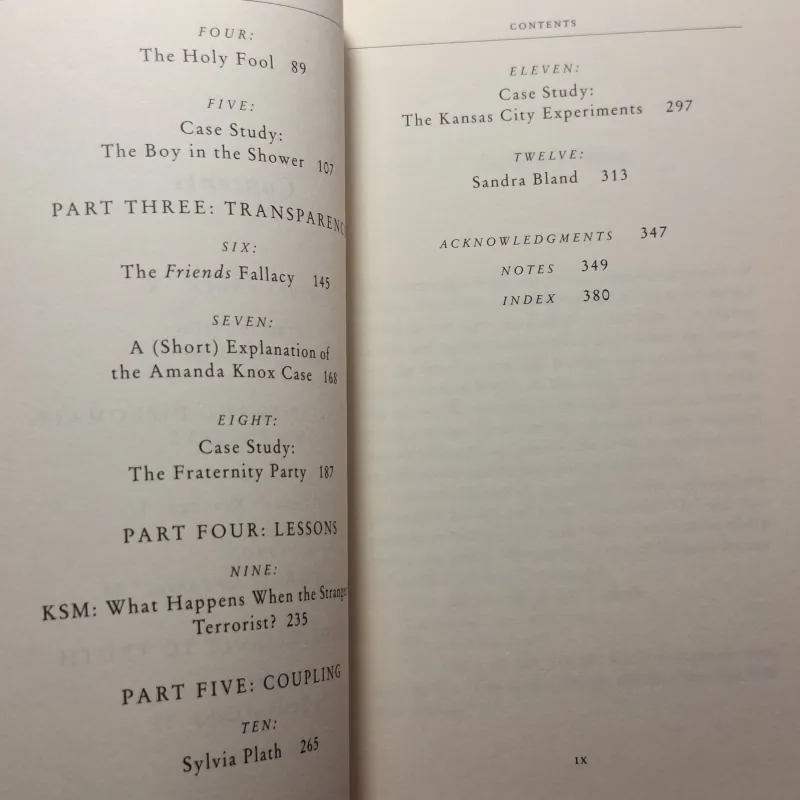 FOUR:
The Holy Fool 89
FIVE:
Case Study:
The Boy in the Shower 107
PART THREE: TRANSPARENC
SIX:
The Friends Fallacy 145
SEVEN:
A (Short) Explanation of
the Amanda Knox Case 168
EIGHT:
Case Study:
The Fraternity Party 187
PART FOUR: LESSONS
NINE:
KSM: What Happens When the Strange
Terrorist? 235
PART FIVE: COUPLING
TEN:
Sylvia Plath 265
CONTENTS
ELEVEN:
Case Study:
The Kansas City Experiments 297
TWELVE:
Sandra Bland 313
ACKNOWLEDGMENTS 347
NOTES 349
INDEX 380
IX